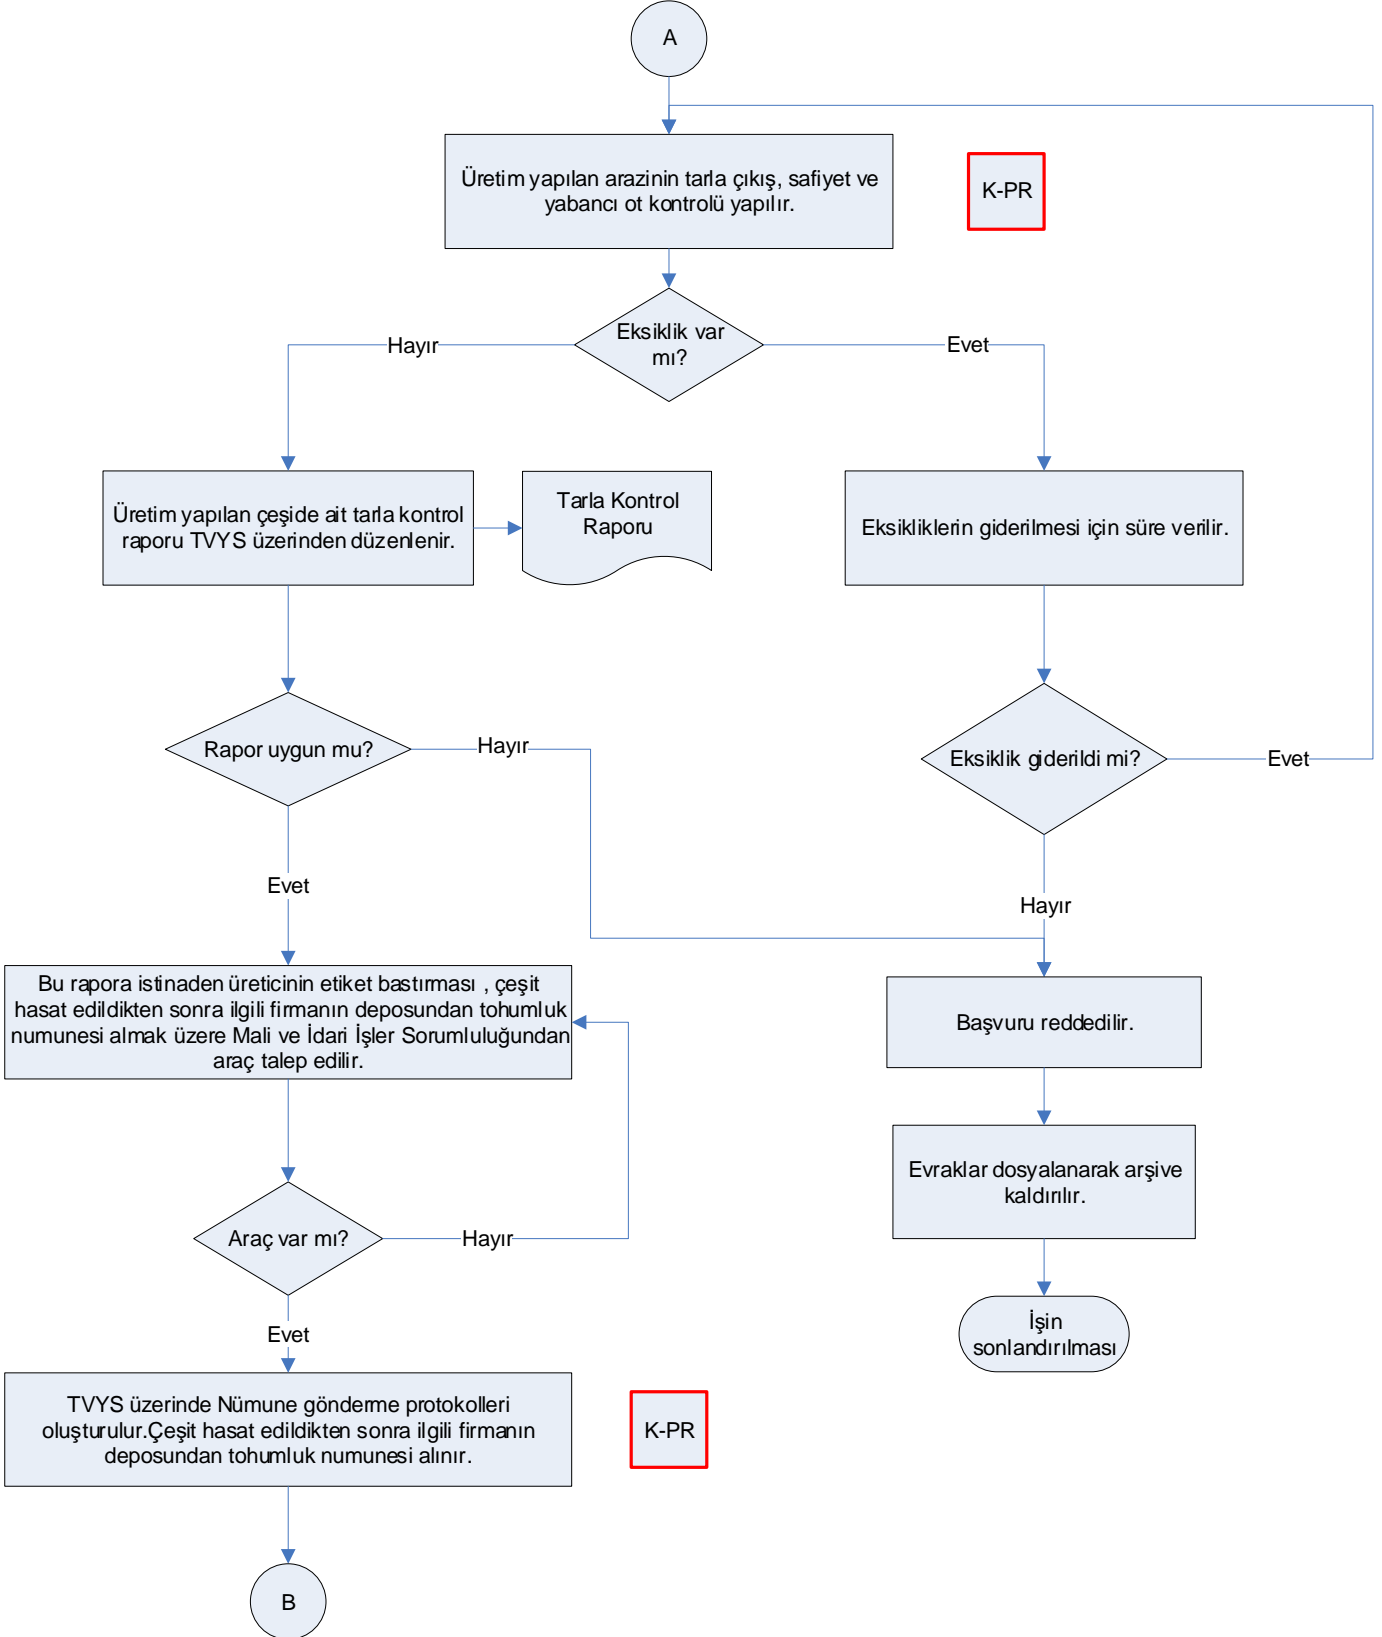 A
Üretim yapılan arazinin tarla çıkış, safiyet ve
yabancı ot kontrolü yapılır.
K-PR
Eksiklik var
mı?
Hayır
Evet
Üretim yapılan çeşide ait tarla kontrol
raporu TVYS üzerinden düzenlenir.
Tarla Kontrol
Raporu
Eksikliklerin giderilmesi için süre verilir.
Rapor uygun mu?
Hayır
Eksiklik giderildi mi?
Evet
Evet
Hayır
Bu rapora istinaden üreticinin etiket bastırması , çeşit
hasat edildikten sonra ilgili firmanın deposundan tohumluk
numunesi almak üzere Mali ve İdari İşler Sorumluluğundan
araç talep edilir.
Başvuru reddedilir.
Evraklar dosyalanarak arşive
kaldırılır.
Araç var mı?
Hayır
İşin
sonlandırılması
Evet
TVYS üzerinde Nümune gönderme protokolleri
oluşturulur.Çeşit hasat edildikten sonra ilgili firmanın
deposundan tohumluk numunesi alınır.
K-PR
B